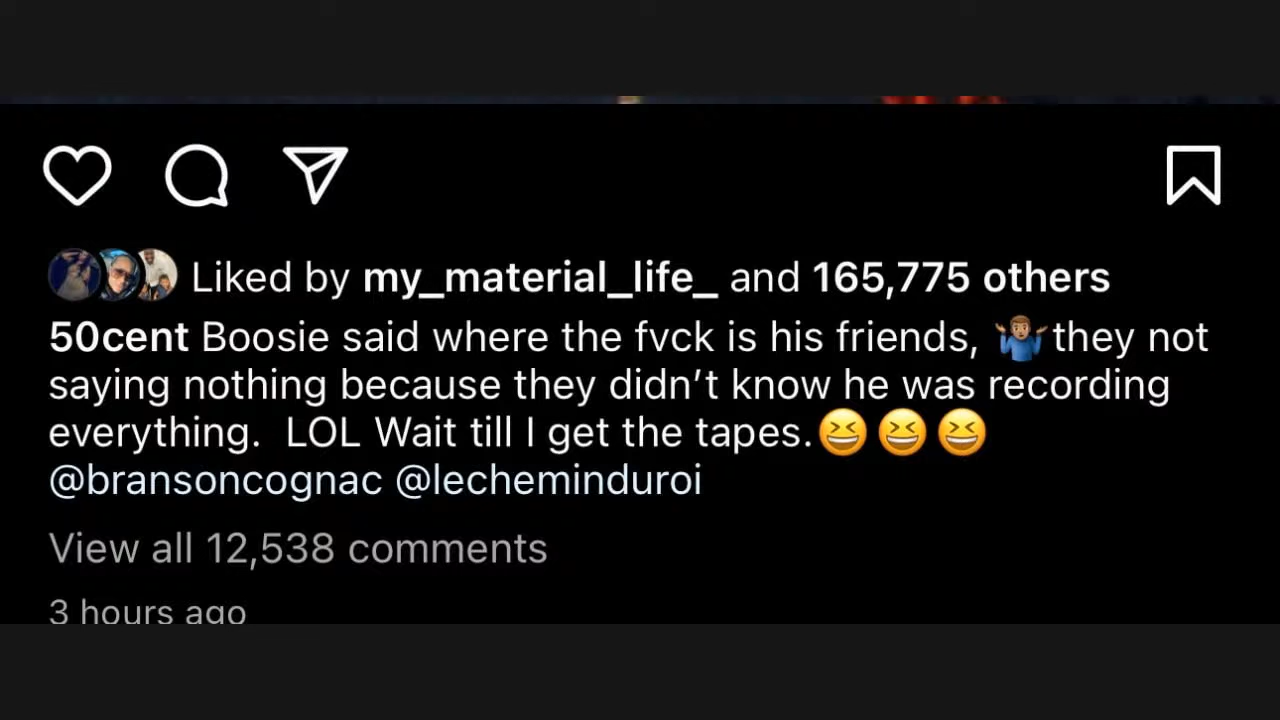 Liked by my_material_life_ and 165,775 others
50cent Boosie said where the fvck is his friends, 🤷🏽‍♂️they not
saying nothing because they didn’t know he was recording
everything.  LOL Wait till I get the tapes.😆😆😆
@bransoncognac @lecheminduroi
View all 12,538 comments
3 hours ago